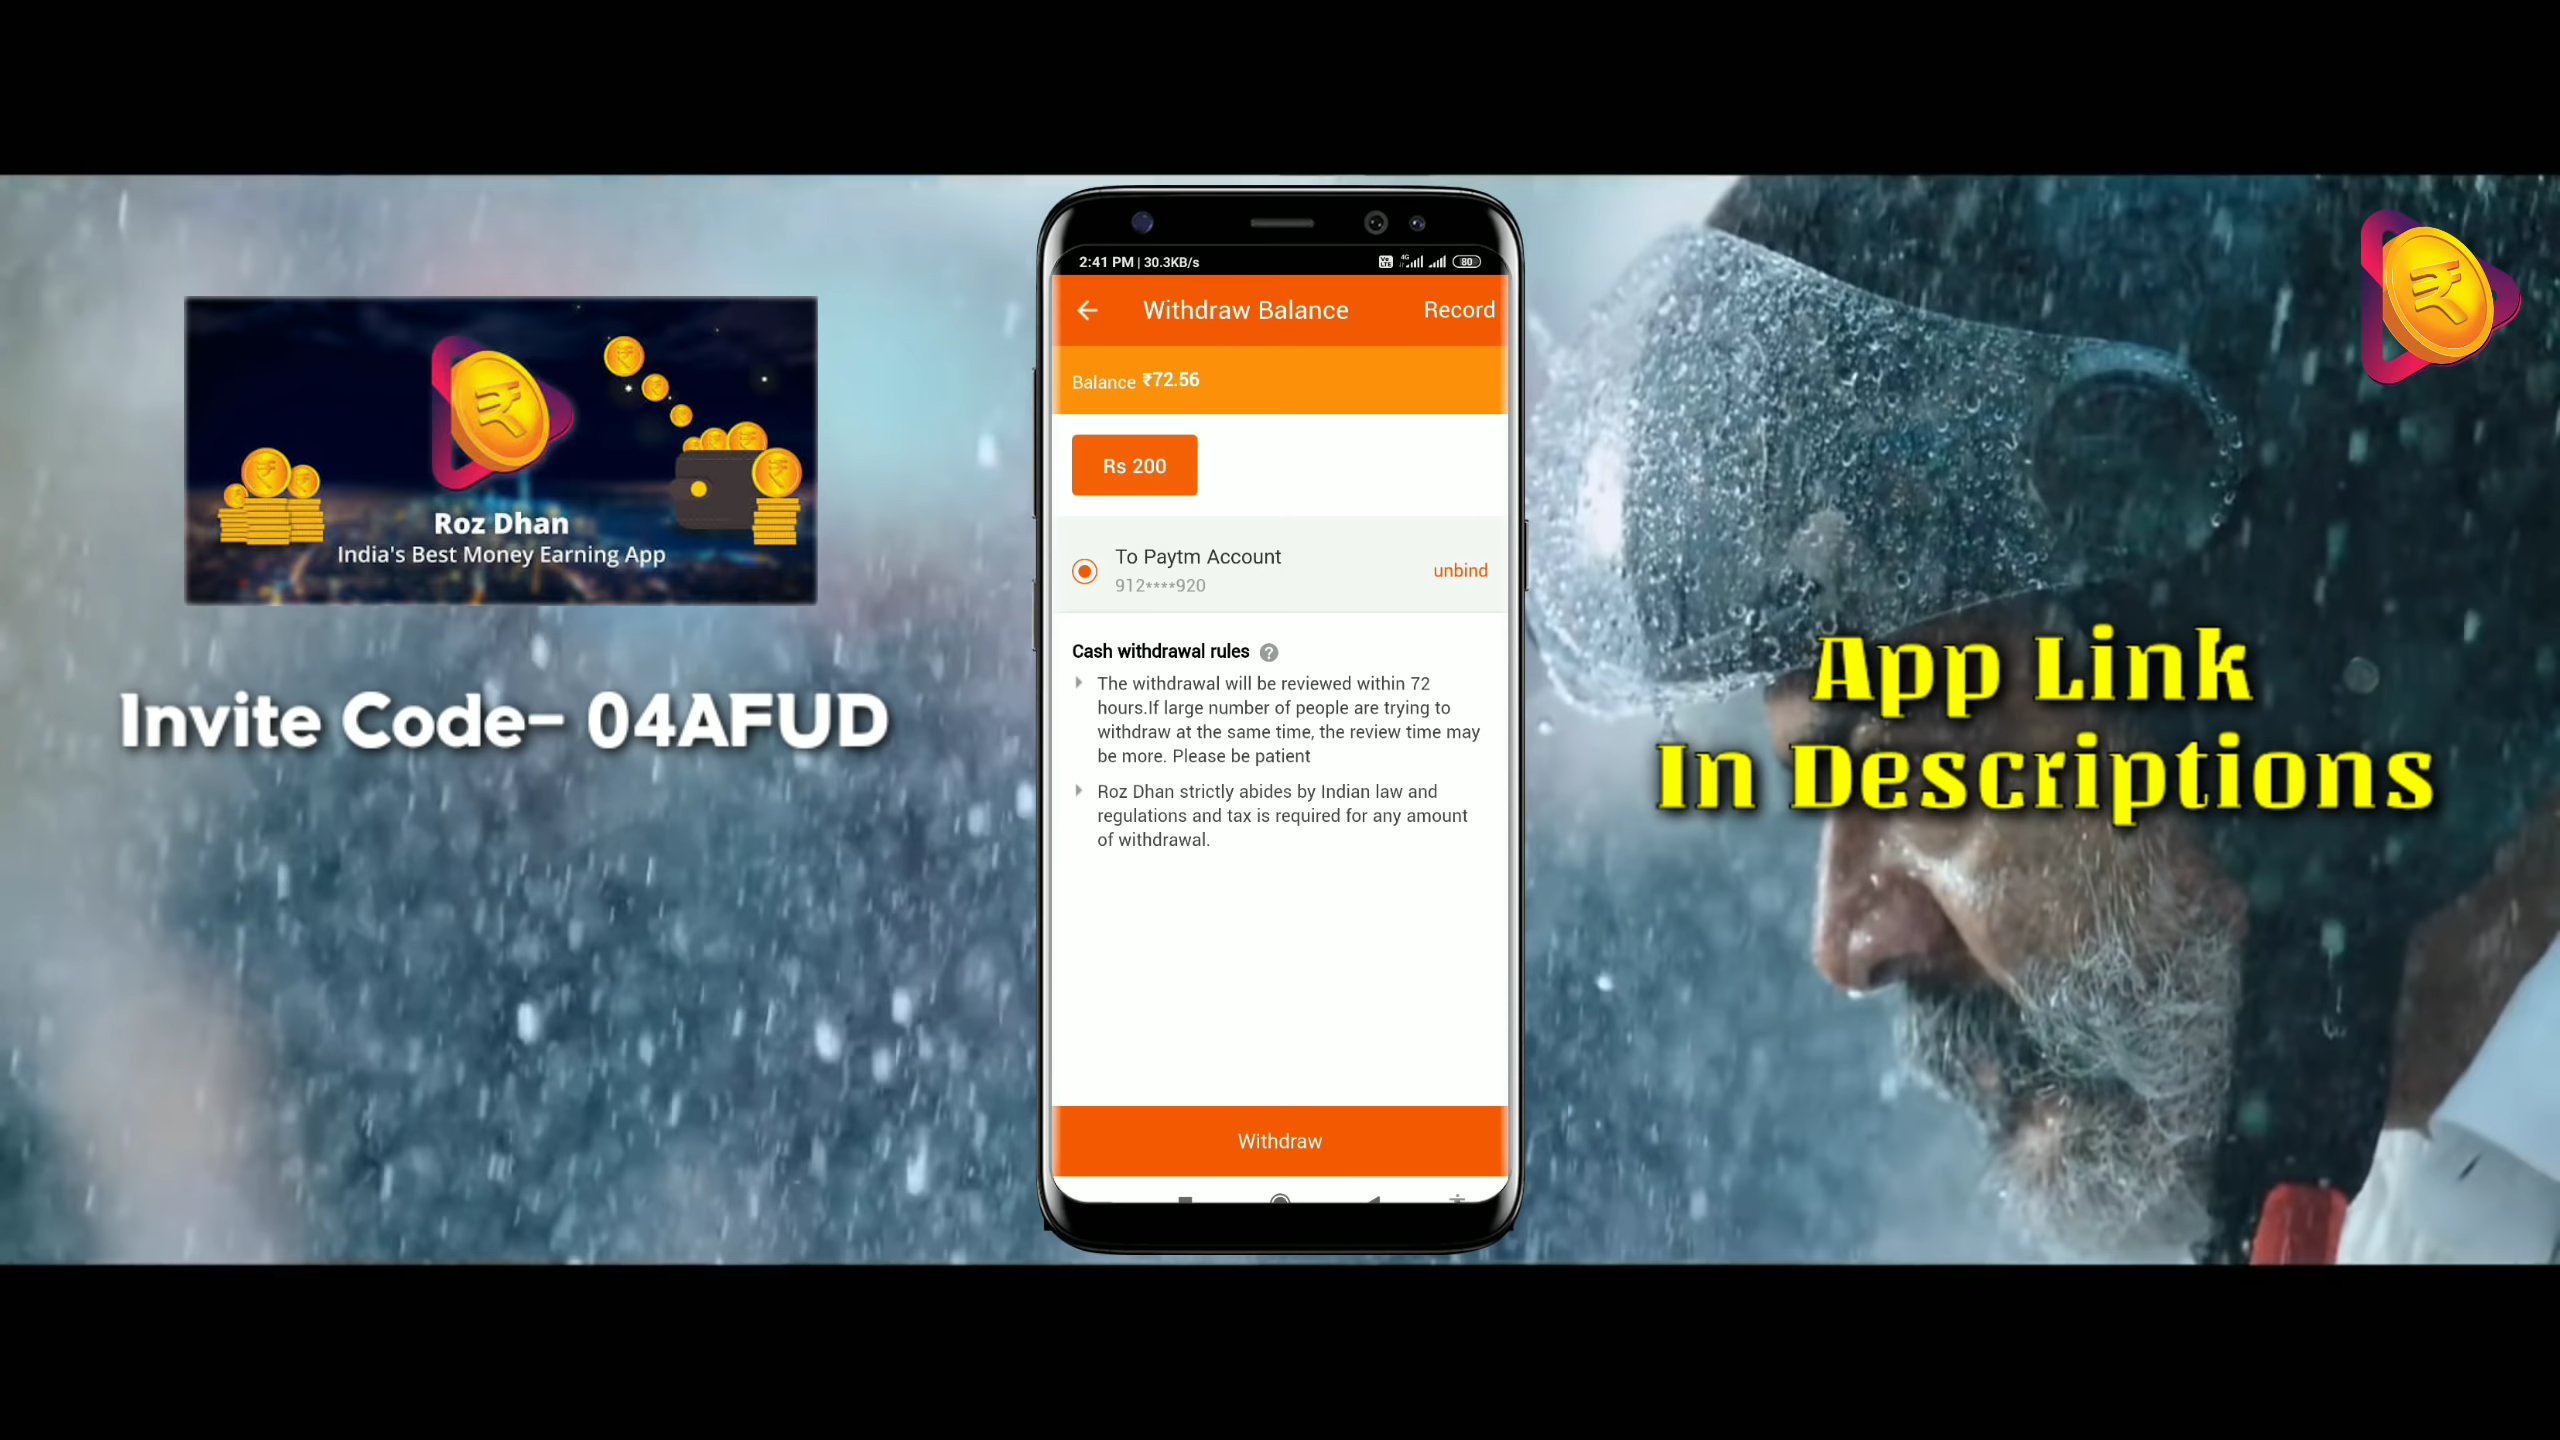 Roz Dhan
India's Best Money Earning App
Invite Code- 04AFUD
2:41 PM | 30.3KB/s
4G
80
Withdraw Balance
Record
Balance ₹72.56
Rs 200
To Paytm Account
912****920
unbind
Cash withdrawal rules ?
The withdrawal will be reviewed within 72
hours.If large number of people are trying to
withdraw at the same time, the review time may
be more. Please be patient
Roz Dhan strictly abides by Indian law and
regulations and tax is required for any amount
of withdrawal.
Withdraw
App Link
In Descriptions